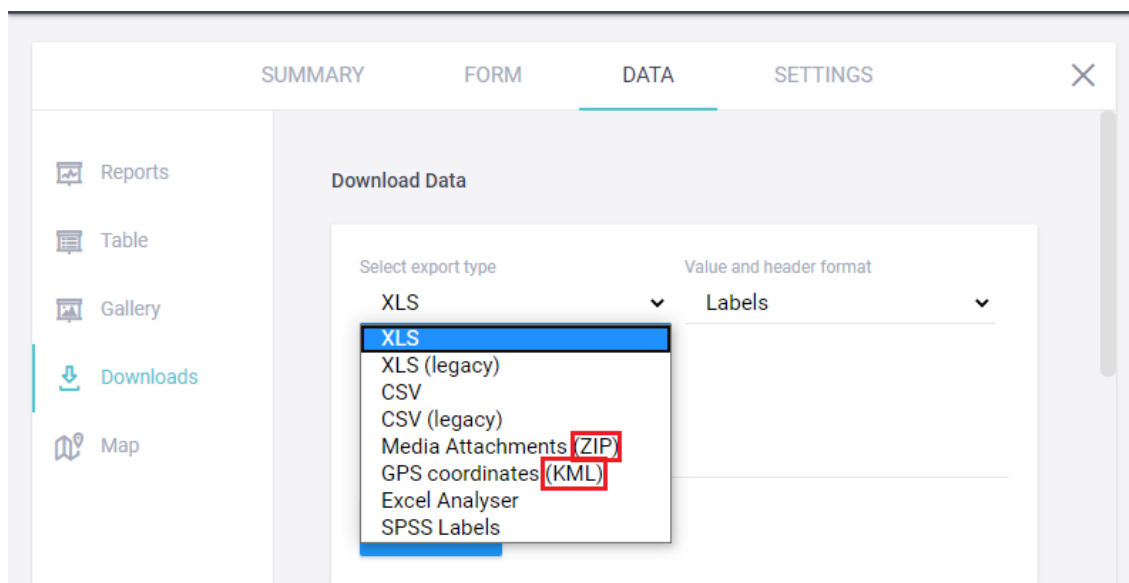 SUMMARY FORM DATA SETTINGS
Reports
Table
Gallery
Downloads
Map
Download Data
Select export type
XLS
Value and header format
Labels
XLS
XLS (legacy)
CSV
CSV (legacy)
Media Attachments (ZIP)
GPS coordinates (KML)
Excel Analyser
SPSS Labels